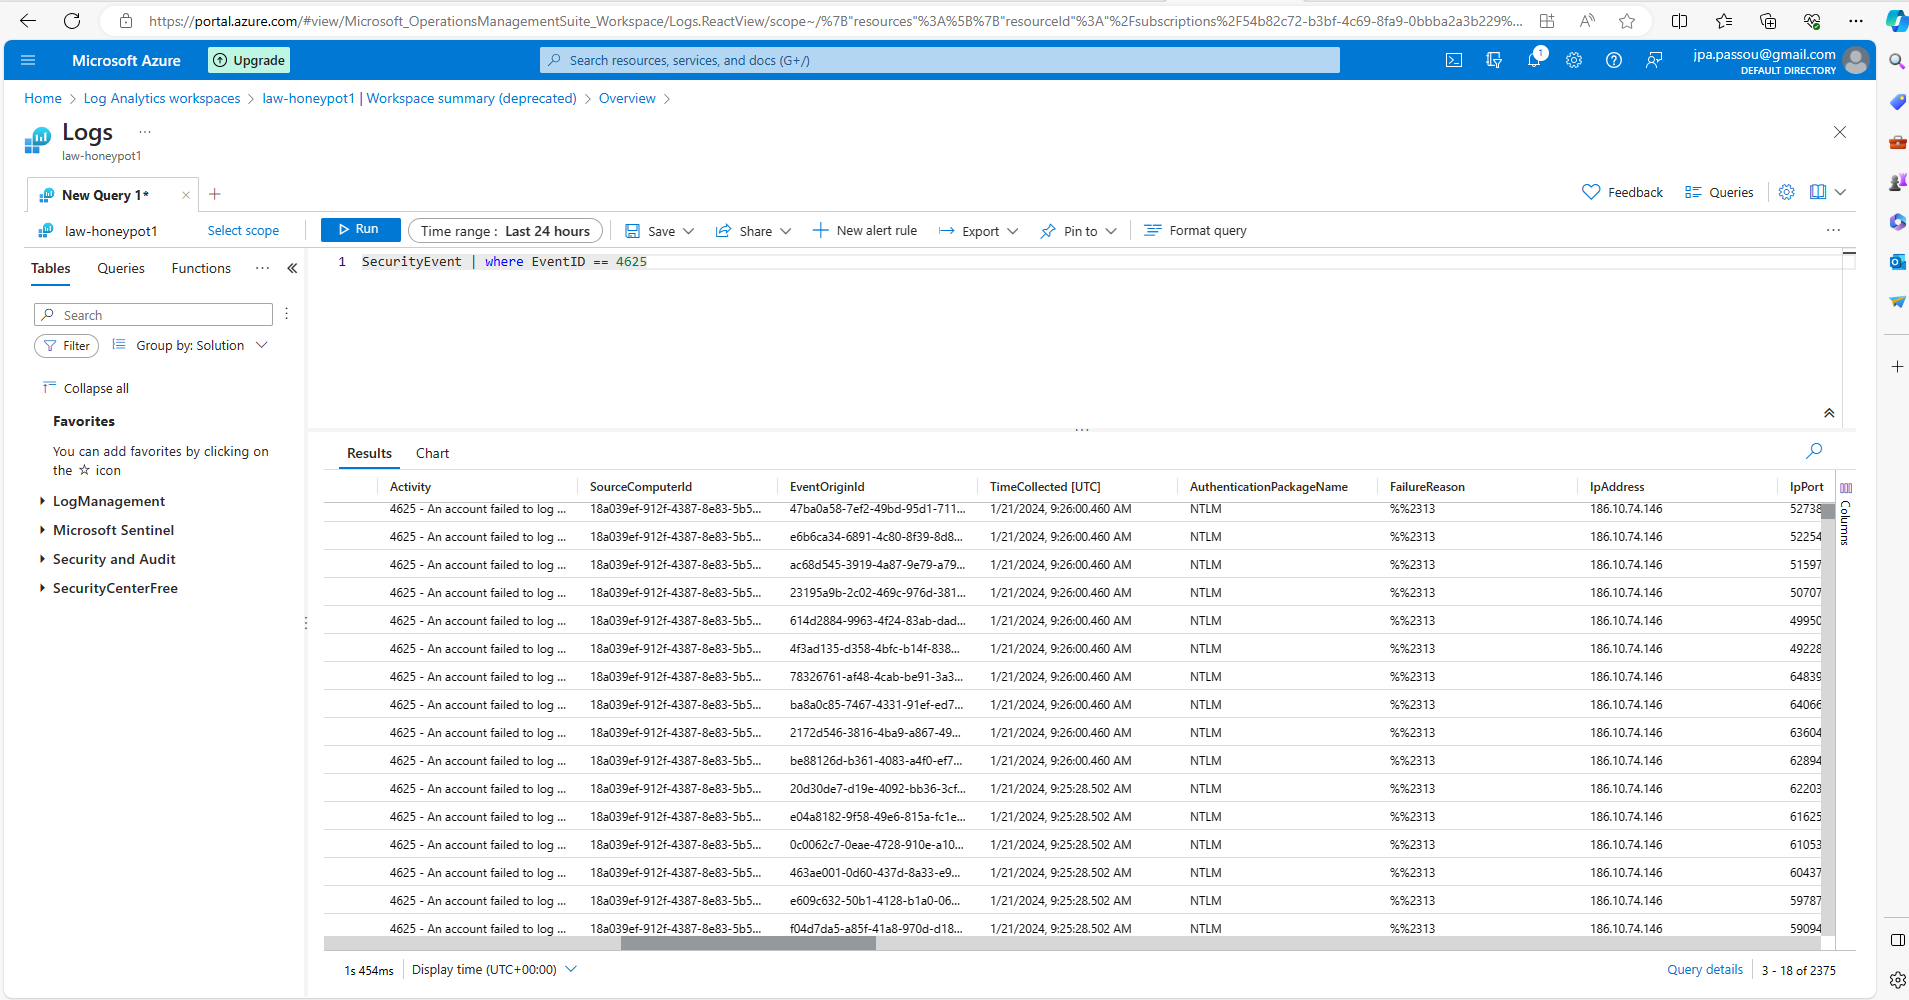 https://portal.azure.com/#view/Microsoft_OperationsManagementSuite_Workspace/Logs.ReactView/scope~/%7B"resources"%3A%5B%7B"resourceId"%3A"%2Fsubscriptions%2F54b82c72-b3bf-4c69-8fa9-0bbba2a3b229%...
Microsoft Azure
Upgrade
Search resources, services, and docs (G+/)
1
jpa.passou@gmail.com
DEFAULT DIRECTORY
Home > Log Analytics workspaces > law-honeypot1 | Workspace summary (deprecated) > Overview >
Logs ...
law-honeypot1
New Query 1*
Feedback
Queries
law-honeypot1
Select scope
Run
Time range : Last 24 hours
Save
Share
New alert rule
Export
Pin to
Format query
Tables
Queries
Functions
1 SecurityEvent | where EventID == 4625
Search
Filter
Group by: Solution
Collapse all
Favorites
You can add favorites by clicking on
the ☆ icon
LogManagement
Microsoft Sentinel
Security and Audit
SecurityCenterFree
Results
Chart
Activity SourceComputerId EventOriginId TimeCollected [UTC] AuthenticationPackageName FailureReason IpAddress IpPort
4625 - An account failed to log ... 18a039ef-912f-4387-8e83-5b5... 47ba0a58-7ef2-49bd-95d1-711... 1/21/2024, 9:26:00.460 AM NTLM %%2313 186.10.74.146 52738
4625 - An account failed to log ... 18a039ef-912f-4387-8e83-5b5... e6b6ca34-6891-4c80-8f39-8d8... 1/21/2024, 9:26:00.460 AM NTLM %%2313 186.10.74.146 52254
4625 - An account failed to log ... 18a039ef-912f-4387-8e83-5b5... ac68d545-3919-4a87-9e79-a79... 1/21/2024, 9:26:00.460 AM NTLM %%2313 186.10.74.146 51597
4625 - An account failed to log ... 18a039ef-912f-4387-8e83-5b5... 23195a9b-2c02-469c-976d-381... 1/21/2024, 9:26:00.460 AM NTLM %%2313 186.10.74.146 50707
4625 - An account failed to log ... 18a039ef-912f-4387-8e83-5b5... 614d2884-9963-4f24-83ab-dad... 1/21/2024, 9:26:00.460 AM NTLM %%2313 186.10.74.146 49950
4625 - An account failed to log ... 18a039ef-912f-4387-8e83-5b5... 4f3ad135-d358-4bfc-b14f-838... 1/21/2024, 9:26:00.460 AM NTLM %%2313 186.10.74.146 49228
4625 - An account failed to log ... 18a039ef-912f-4387-8e83-5b5... 78326761-af48-4cab-be91-3a3... 1/21/2024, 9:26:00.460 AM NTLM %%2313 186.10.74.146 64839
4625 - An account failed to log ... 18a039ef-912f-4387-8e83-5b5... ba8a0c85-7467-4331-91ef-ed7... 1/21/2024, 9:26:00.460 AM NTLM %%2313 186.10.74.146 64066
4625 - An account failed to log ... 18a039ef-912f-4387-8e83-5b5... 2172d546-3816-4ba9-a867-49... 1/21/2024, 9:26:00.460 AM NTLM %%2313 186.10.74.146 63604
4625 - An account failed to log ... 18a039ef-912f-4387-8e83-5b5... be88126d-b361-4083-a4f0-ef7... 1/21/2024, 9:26:00.460 AM NTLM %%2313 186.10.74.146 62894
4625 - An account failed to log ... 18a039ef-912f-4387-8e83-5b5... 20d30de7-d19e-4092-bb36-3cf... 1/21/2024, 9:25:28.502 AM NTLM %%2313 186.10.74.146 62203
4625 - An account failed to log ... 18a039ef-912f-4387-8e83-5b5... e04a8182-9f58-49e6-815a-fc1e... 1/21/2024, 9:25:28.502 AM NTLM %%2313 186.10.74.146 61625
4625 - An account failed to log ... 18a039ef-912f-4387-8e83-5b5... 0c0062c7-0eae-4728-910e-a10... 1/21/2024, 9:25:28.502 AM NTLM %%2313 186.10.74.146 61053
4625 - An account failed to log ... 18a039ef-912f-4387-8e83-5b5... 463ae001-0d60-437d-8a33-e9... 1/21/2024, 9:25:28.502 AM NTLM %%2313 186.10.74.146 60437
4625 - An account failed to log ... 18a039ef-912f-4387-8e83-5b5... e609c632-50b1-4128-b1a0-06... 1/21/2024, 9:25:28.502 AM NTLM %%2313 186.10.74.146 59787
4625 - An account failed to log ... 18a039ef-912f-4387-8e83-5b5... f04d7da5-a85f-41a8-970d-d18... 1/21/2024, 9:25:28.502 AM NTLM %%2313 186.10.74.146 59094
Columns
1s 454ms
Display time (UTC+00:00)
Query details
3 - 18 of 2375